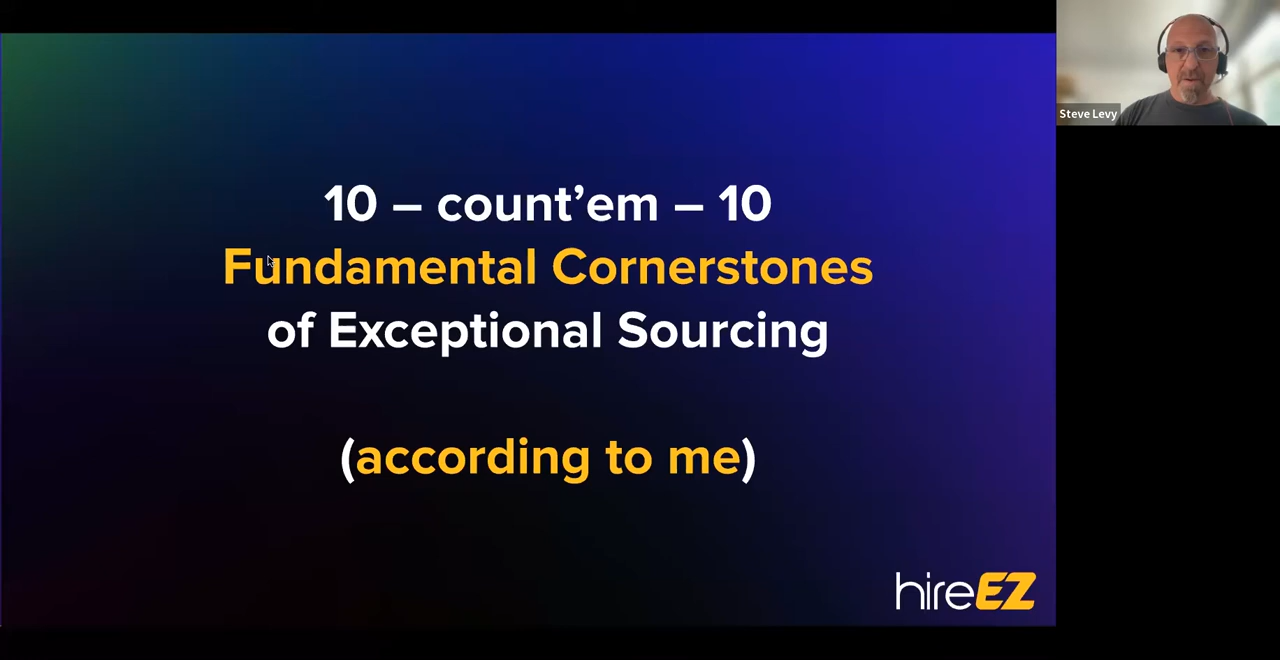 10 – count’em – 10
Fundamental Cornerstones
of Exceptional Sourcing
(according to me)
hireEZ
Steve Levy